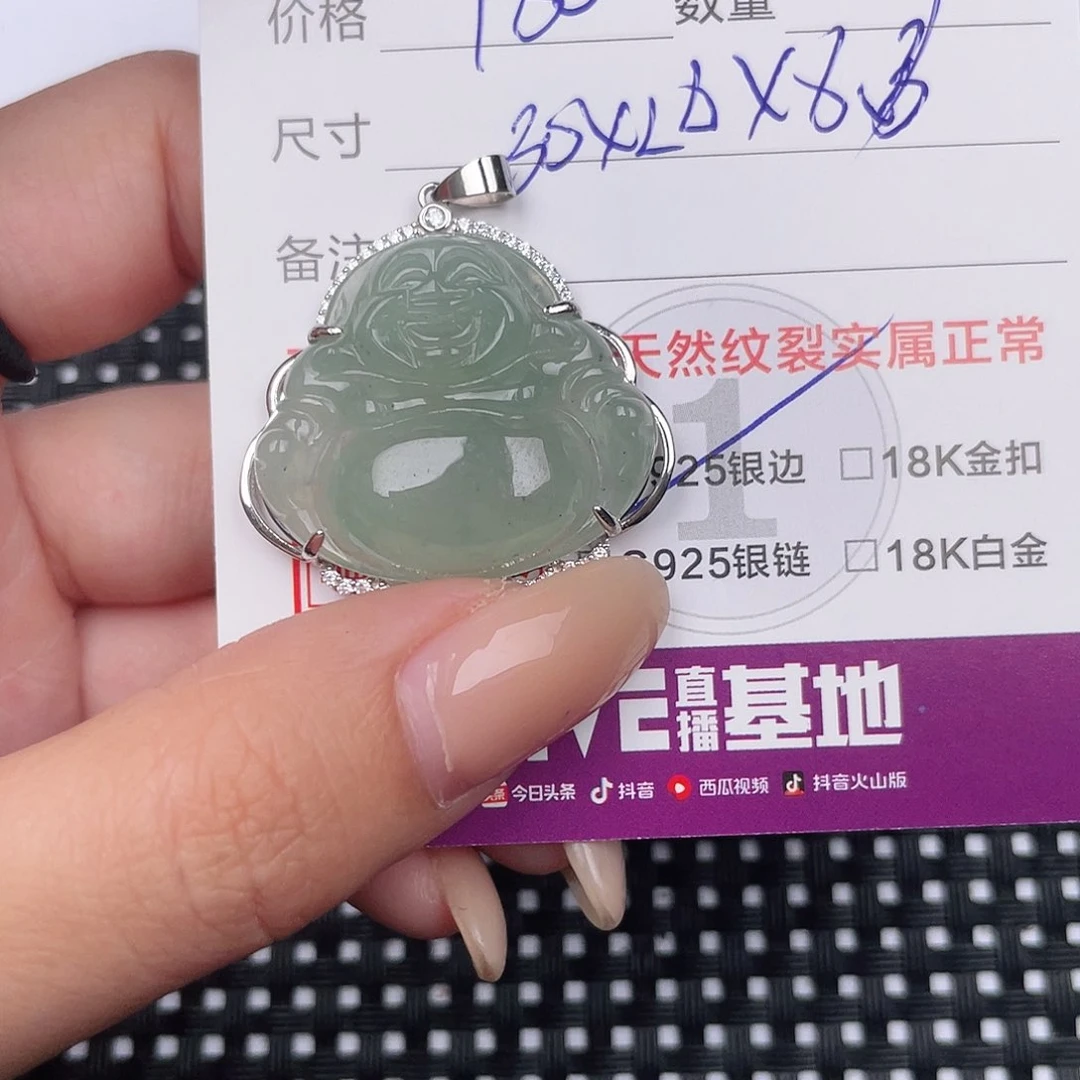 价格 数量
尺寸
备注
天然纹裂实属正常
1
925银边 □18K金扣
S925银链 □18K白金
直播基地
今日头条 抖音 西瓜视频 抖音火山版